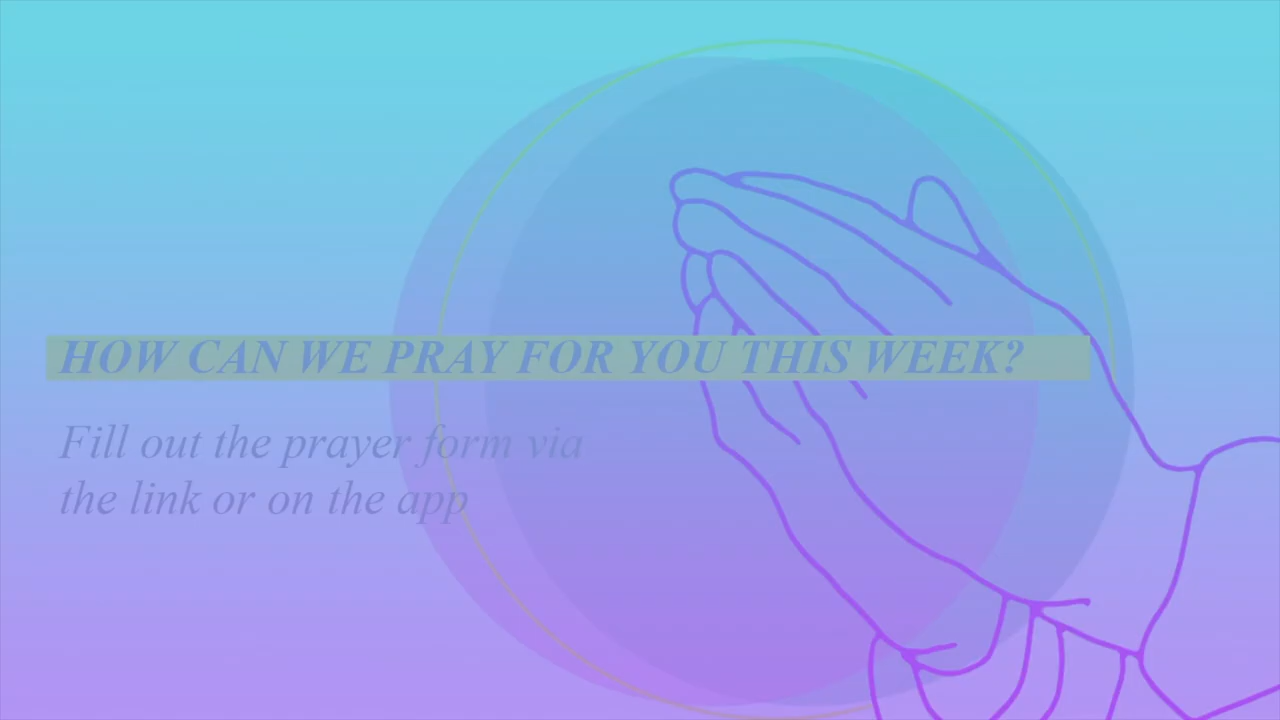 HOW CAN WE PRAY FOR YOU THIS WEEK?
Fill out the prayer form via
the link or on the app